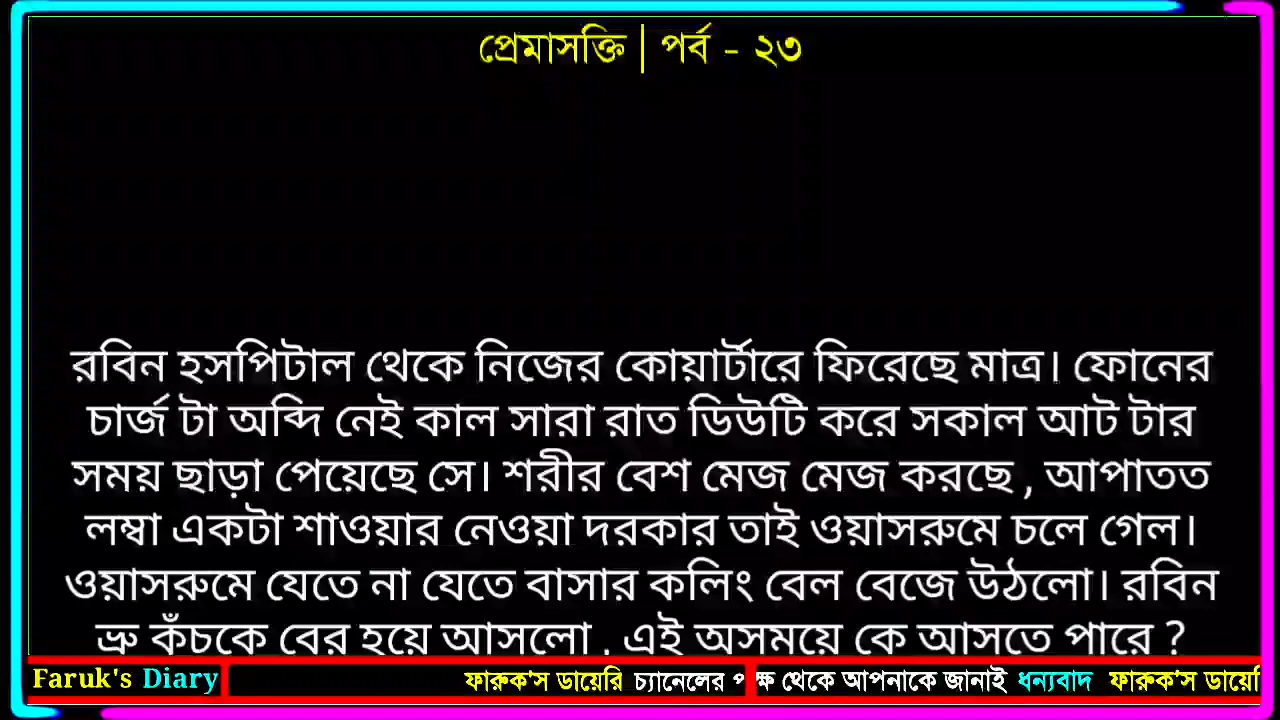 প্রেমাসক্তি | পর্ব - ২৩
রবিন হসপিটাল থেকে নিজের কোয়ার্টারে ফিরেছে মাত্র। ফোনের
চার্জ টা অব্দি নেই কাল সারা রাত ডিউটি করে সকাল আট টার
সময় ছাড়া পেয়েছে সে। শরীর বেশ মেজ মেজ করছে , আপাতত
লম্বা একটা শাওয়ার নেওয়া দরকার তাই ওয়াসরুমে চলে গেল।
ওয়াসরুমে যেতে না যেতে বাসার কলিং বেল বেজে উঠলো। রবিন
ভ্রু কুঁচকে বের হয়ে আসলো , এই অসময়ে কে আসতে পারে ?
Faruk's Diary ফারুক'স ডায়েরি চ্যানেলের পক্ষ থেকে আপনাকে জানাই ধন্যবাদ ফারুক'স ডায়েরি